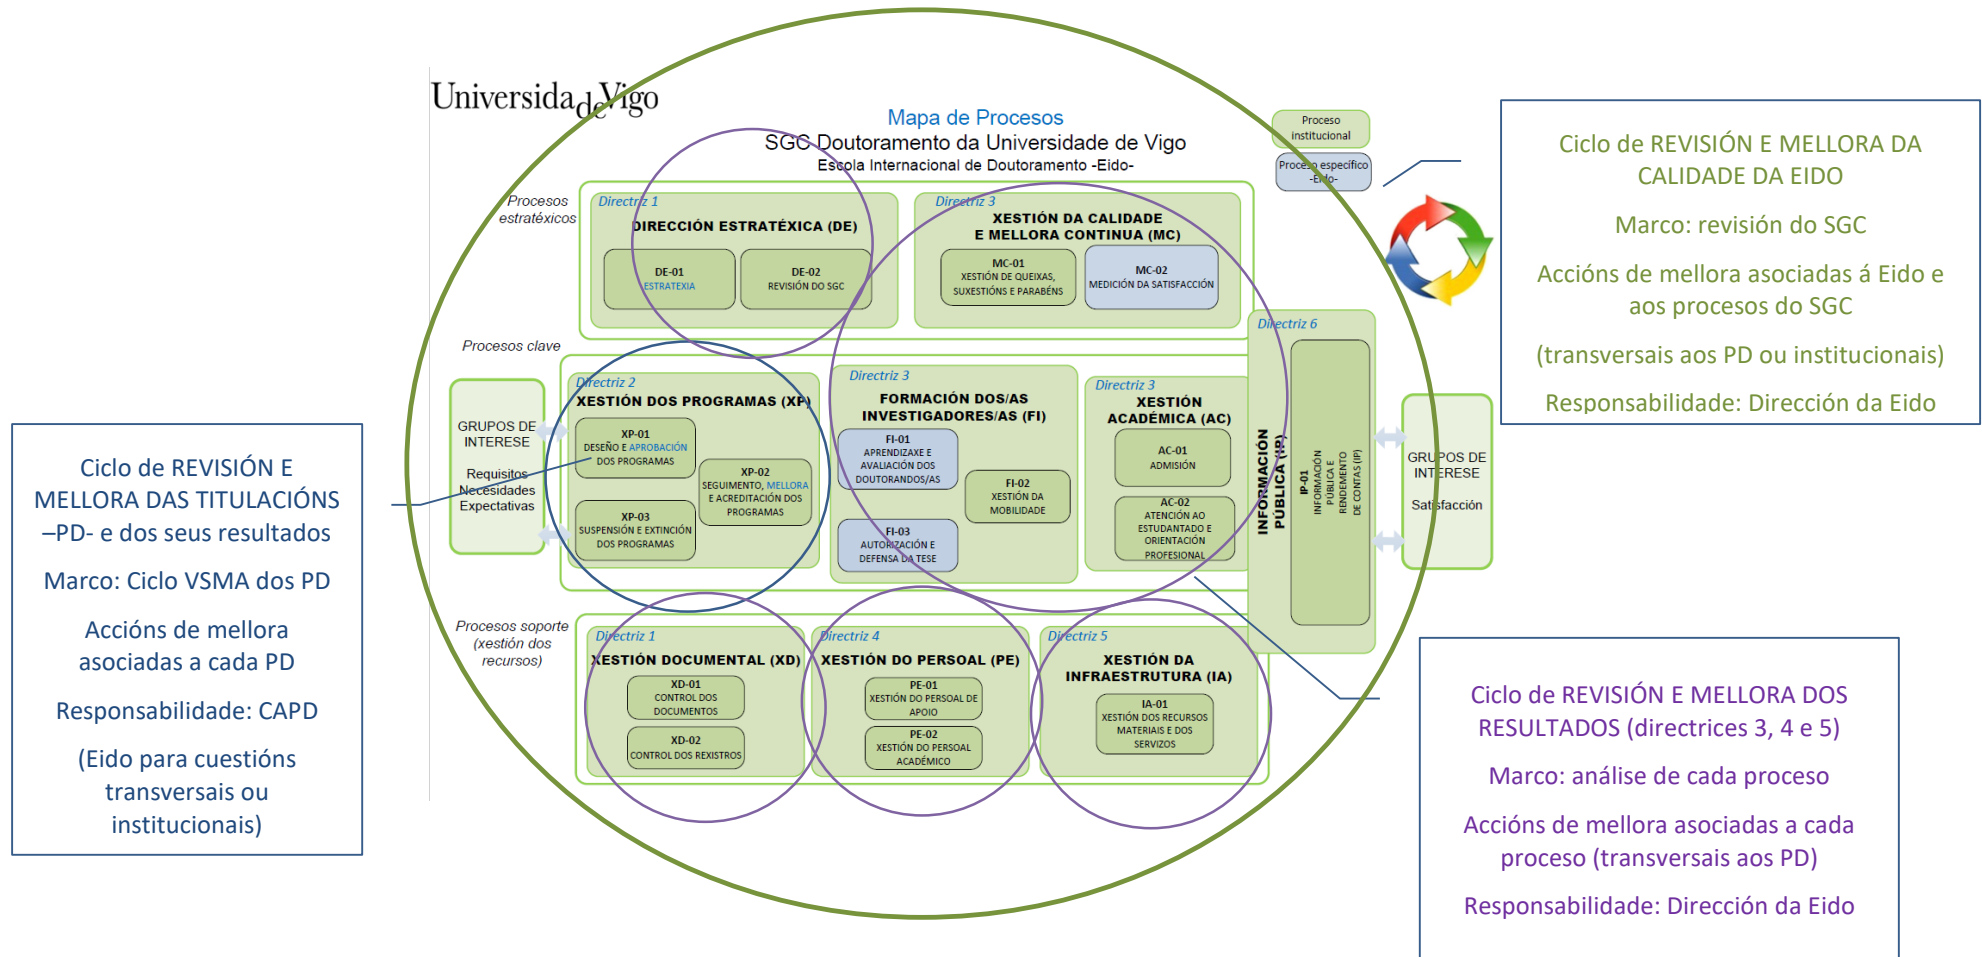 Universidade Vigo
Mapa de Procesos
SGC Doutoramento da Universidade de Vigo
Escola Internacional de Doutoramento -Eido-
Proceso
institucional
Proceso específico
-Eido-
Procesos
estratéxicos
Directriz 1
DIRECCIÓN ESTRATÉXICA (DE)
DE-01
ESTRATEXIA
DE-02
REVISIÓN DO SGC
Directriz 3
XESTIÓN DA CALIDADE
E MELLORA CONTINUA (MC)
MC-01
XESTIÓN DE QUEIXAS,
SUXESTIÓNS E PARABÉNS
MC-02
MEDICIÓN DA SATISFACCIÓN
Procesos clave
GRUPOS DE
INTERESE
Requisitos
Necesidades
Expectativas
Directriz 2
XESTIÓN DOS PROGRAMAS (XP)
XP-01
DESEÑO E APROBACIÓN
DOS PROGRAMAS
XP-02
SEGUIMENTO, MELLORA
E ACREDITACIÓN DOS
PROGRAMAS
XP-03
SUSPENSIÓN E EXTINCIÓN
DOS PROGRAMAS
Directriz 3
FORMACIÓN DOS/AS
INVESTIGADORES/AS (FI)
FI-01
APRENDIZAXE E
AVALIACIÓN DOS
DOUTORANDOS/AS
FI-02
XESTIÓN DA
MOBILIDADE
FI-03
AUTORIZACIÓN E
DEFENSA DA TESE
Directriz 3
XESTIÓN
ACADÉMICA (AC)
AC-01
ADMISIÓN
AC-02
ATENCIÓN AO
ESTUDANTADO E
ORIENTACIÓN
PROFESIONAL
Directriz 6
INFORMACIÓN
PÚBLICA (IP)
IP-01
INFORMACIÓN
PÚBLICA E
RENDEMENTO
DE CONTAS (IP)
GRUPOS DE
INTERESE
Satisfacción
Procesos soporte
(xestión dos
recursos)
Directriz 1
XESTIÓN DOCUMENTAL (XD)
XD-01
CONTROL DOS
DOCUMENTOS
XD-02
CONTROL DOS REXISTROS
Directriz 4
XESTIÓN DO PERSOAL (PE)
PE-01
XESTIÓN DO PERSOAL DE
APOIO
PE-02
XESTIÓN DO PERSOAL
ACADÉMICO
Directriz 5
XESTIÓN DA
INFRAESTRUTURA (IA)
IA-01
XESTIÓN DOS RECURSOS
MATERIAIS E DOS
SERVIZOS
Ciclo de REVISIÓN E
MELLORA DAS TITULACIÓNS
–PD- e dos seus resultados
Marco: Ciclo VSMA dos PD
Accións de mellora
asociadas a cada PD
Responsabilidade: CAPD
(Eido para cuestións
transversais ou
institucionais)
Ciclo de REVISIÓN E MELLORA DA
CALIDADE DA EIDO
Marco: revisión do SGC
Accións de mellora asociadas á Eido e
aos procesos do SGC
(transversais aos PD ou institucionais)
Responsabilidade: Dirección da Eido
Ciclo de REVISIÓN E MELLORA DOS
RESULTADOS (directrices 3, 4 e 5)
Marco: análise de cada proceso
Accións de mellora asociadas a cada
proceso (transversais aos PD)
Responsabilidade: Dirección da Eido